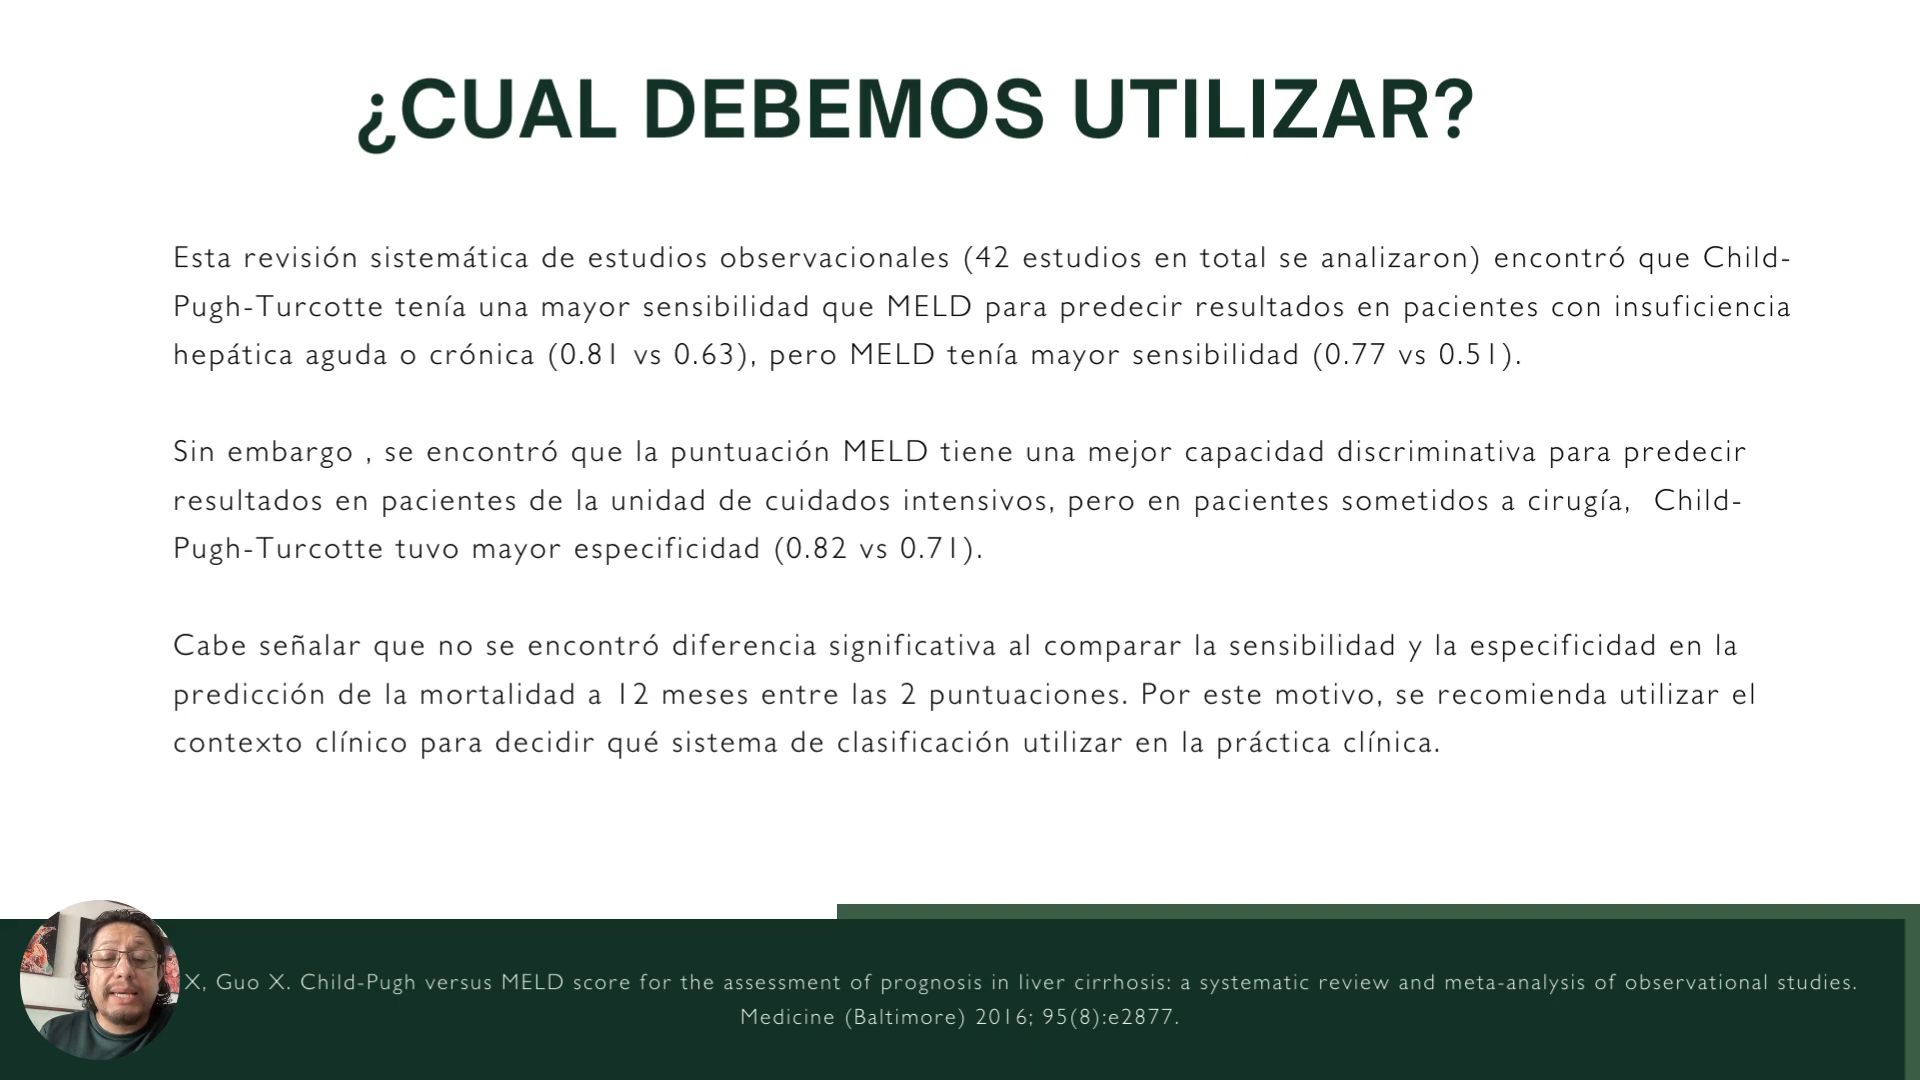 ¿CUAL DEBEMOS UTILIZAR?
Esta revisión sistemática de estudios observacionales (42 estudios en total se analizaron) encontró que Child-
Pugh-Turcotte tenía una mayor sensibilidad que MELD para predecir resultados en pacientes con insuficiencia
hepática aguda o crónica (0.81 vs 0.63), pero MELD tenía mayor sensibilidad (0.77 vs 0.51).
Sin embargo , se encontró que la puntuación MELD tiene una mejor capacidad discriminativa para predecir
resultados en pacientes de la unidad de cuidados intensivos, pero en pacientes sometidos a cirugía, Child-
Pugh-Turcotte tuvo mayor especificidad (0.82 vs 0.71).
Cabe señalar que no se encontró diferencia significativa al comparar la sensibilidad y la especificidad en la
predicción de la mortalidad a 12 meses entre las 2 puntuaciones. Por este motivo, se recomienda utilizar el
contexto clínico para decidir qué sistema de clasificación utilizar en la práctica clínica.
X, Guo X. Child-Pugh versus MELD score for the assessment of prognosis in liver cirrhosis: a systematic review and meta-analysis of observational studies.
Medicine (Baltimore) 2016; 95(8):e2877.